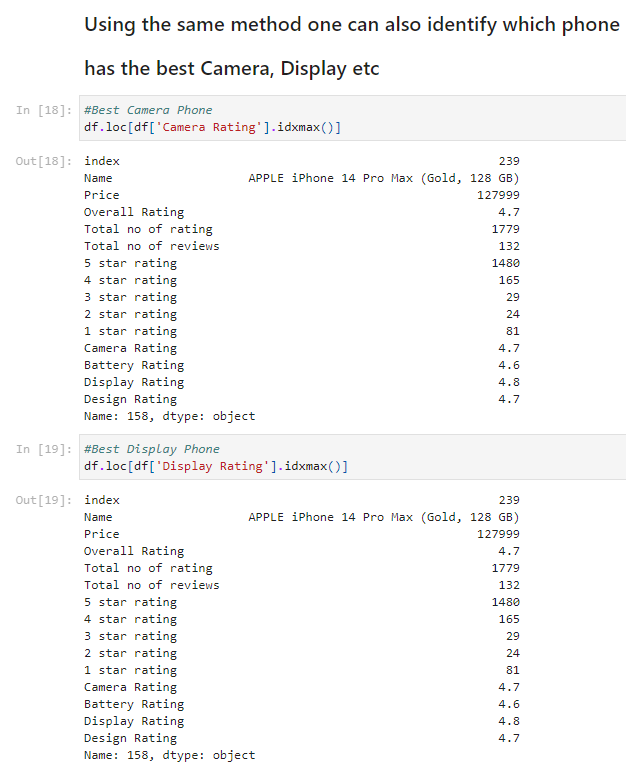 Using the same method one can also identify which phone
has the best Camera, Display etc
In [18]: #Best Camera Phone
df.loc[df['Camera Rating'].idxmax()]
Out[18]: index 239
Name APPLE iPhone 14 Pro Max (Gold, 128 GB)
Price 127999
Overall Rating 4.7
Total no of rating 1779
Total no of reviews 132
5 star rating 1480
4 star rating 165
3 star rating 29
2 star rating 24
1 star rating 81
Camera Rating 4.7
Battery Rating 4.6
Display Rating 4.8
Design Rating 4.7
Name: 158, dtype: object
In [19]: #Best Display Phone
df.loc[df['Display Rating'].idxmax()]
Out[19]: index 239
Name APPLE iPhone 14 Pro Max (Gold, 128 GB)
Price 127999
Overall Rating 4.7
Total no of rating 1779
Total no of reviews 132
5 star rating 1480
4 star rating 165
3 star rating 29
2 star rating 24
1 star rating 81
Camera Rating 4.7
Battery Rating 4.6
Display Rating 4.8
Design Rating 4.7
Name: 158, dtype: object